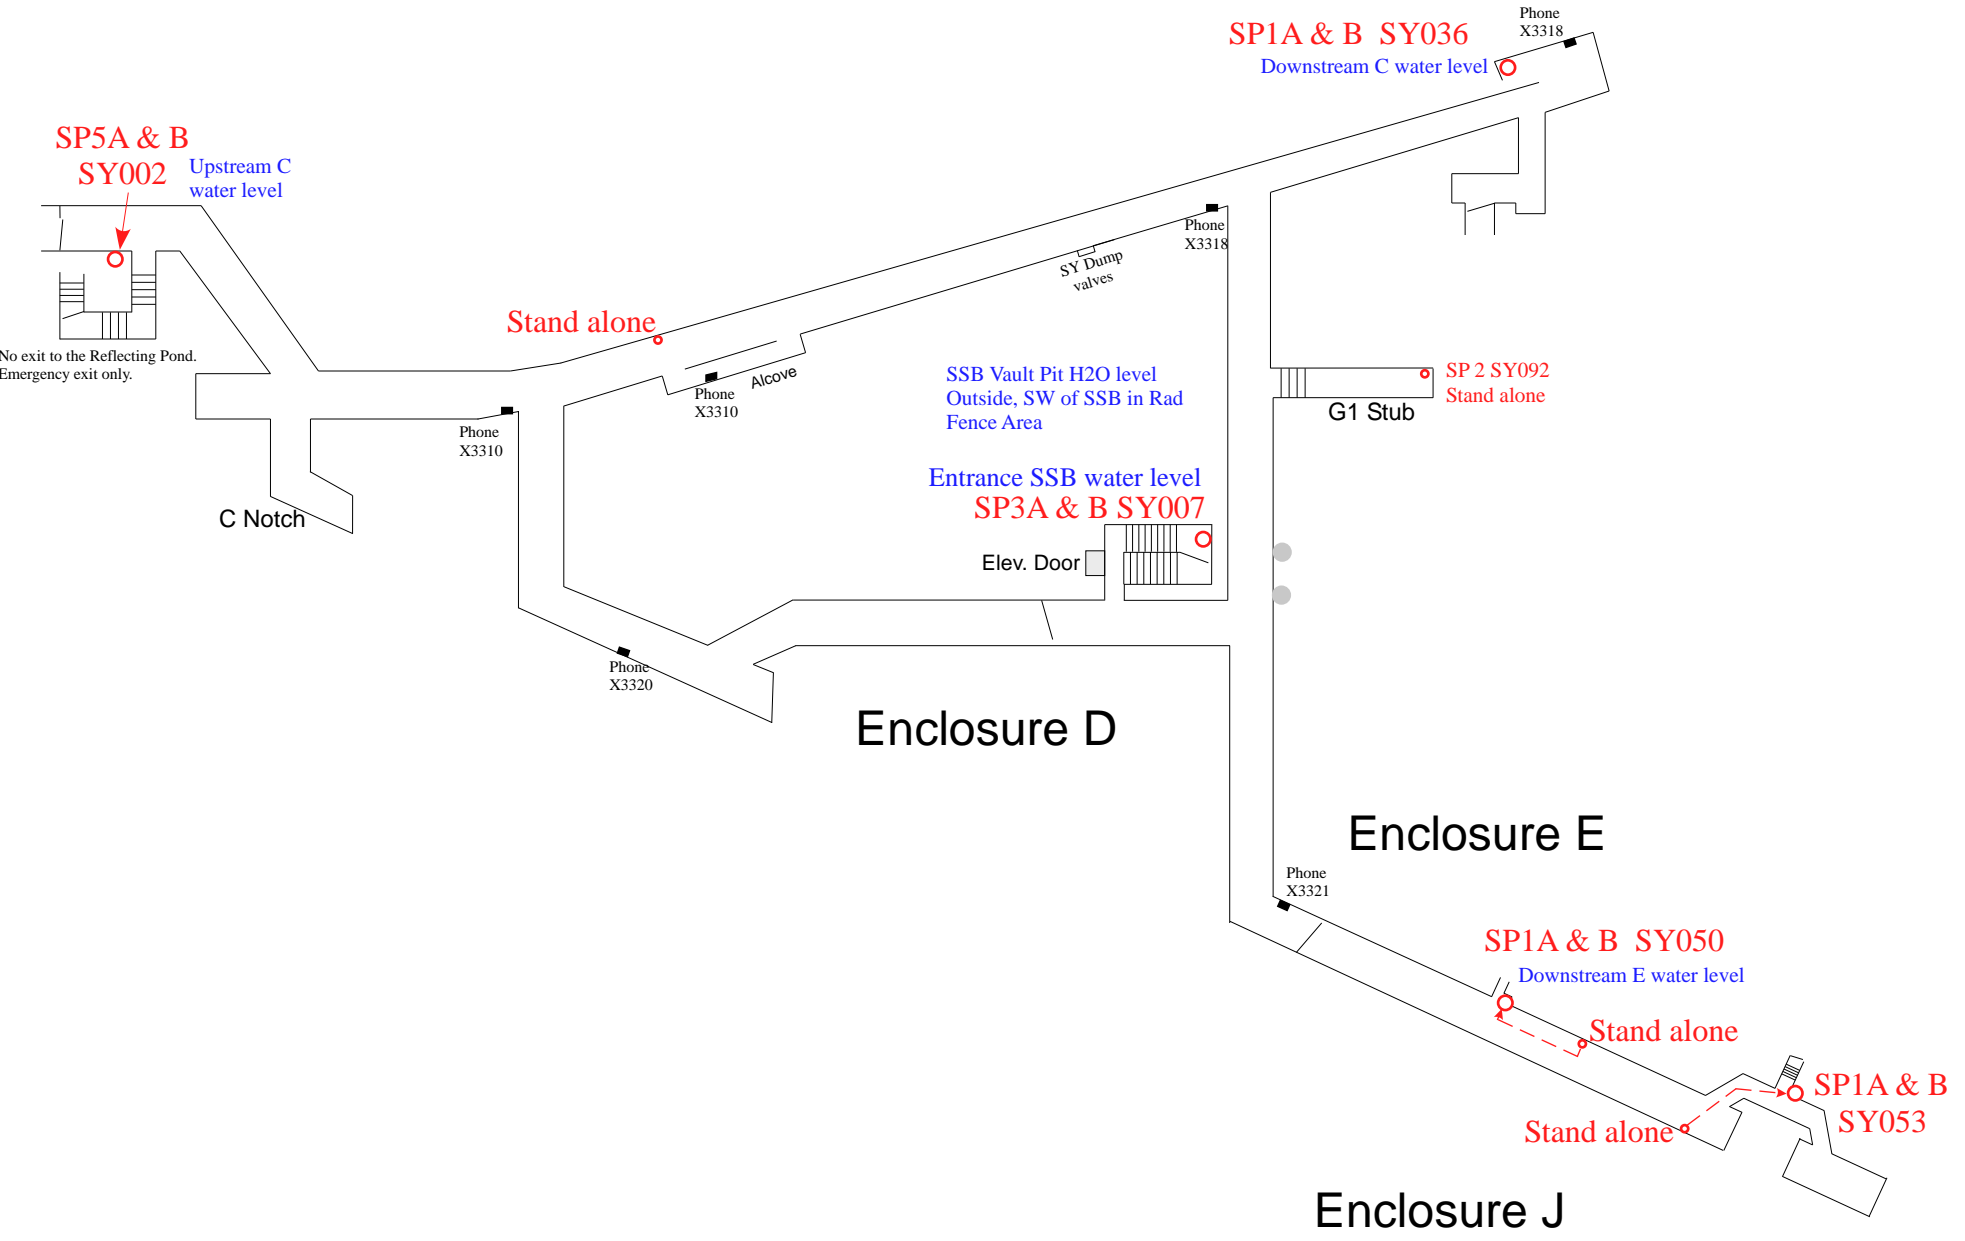 Phone
X3318
SP1A & B  SY036
Downstream C water level
SP5A & B
SY002
Upstream C
water level
Phone
X3318
SY Dump
valves
Stand alone
No exit to the Reflecting Pond.
Emergency exit only.
Alcove
Phone
X3310
SSB Vault Pit H2O level
Outside, SW of SSB in Rad
Fence Area
SP 2 SY092
Stand alone
G1 Stub
Phone
X3310
Entrance SSB water level
SP3A & B SY007
C Notch
Elev. Door
Phone
X3320
Enclosure D
Enclosure E
Phone
X3321
SP1A & B  SY050
Downstream E water level
Stand alone
SP1A & B
SY053
Stand alone
Enclosure J